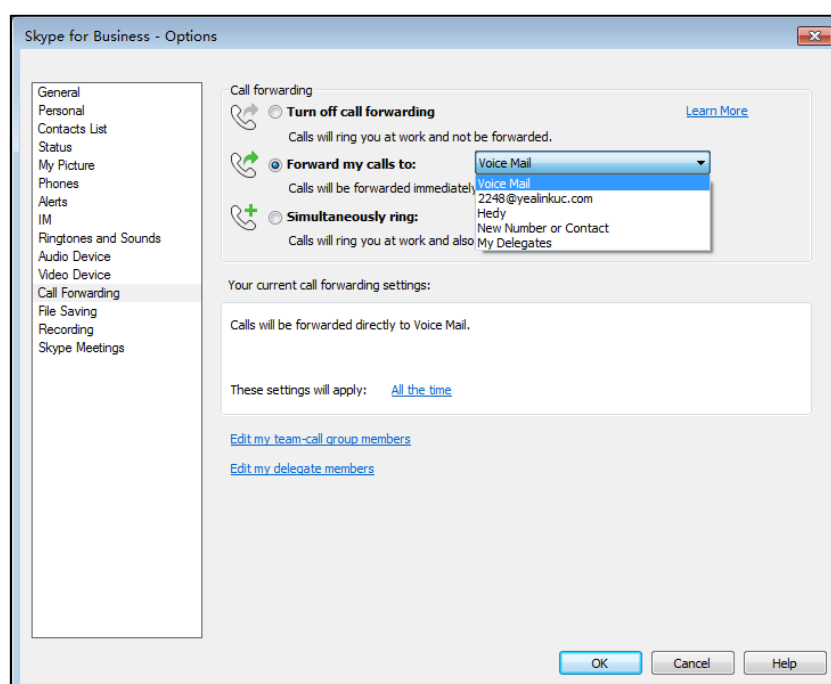 Skype for Business - Options
General
Personal
Contacts List
Status
My Picture
Phones
Alerts
IM
Ringtones and Sounds
Audio Device
Video Device
Call Forwarding
File Saving
Recording
Skype Meetings
Call forwarding
Turn off call forwarding
Learn More
Calls will ring you at work and not be forwarded.
Forward my calls to:
Voice Mail
Calls will be forwarded immediately
Voice Mail
2248@yealinkuc.com
Hedy
New Number or Contact
My Delegates
Simultaneously ring:
Calls will ring you at work and also
Your current call forwarding settings:
Calls will be forwarded directly to Voice Mail.
These settings will apply: All the time
Edit my team-call group members
Edit my delegate members
OK
Cancel
Help